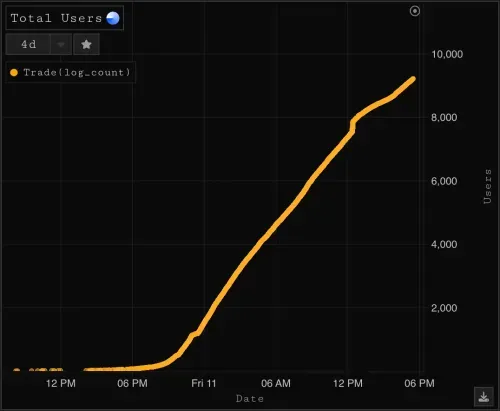 Total Users
4d
Trade(log_count)
10,000
8,000
6,000
4,000
2,000
Users
12 PM
06 PM
Fri 11
06 AM
12 PM
06 PM
Date